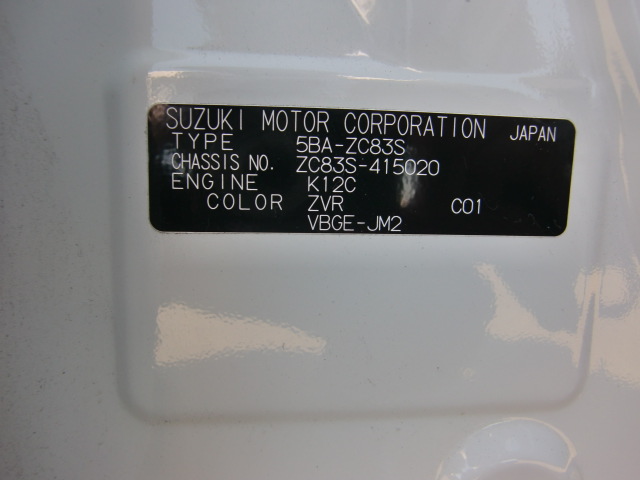 SUZUKI MOTOR CORPORATION JAPAN
TYPE 5BA-ZC83S
CHASSIS NO. ZC83S-415020
ENGINE K12C
COLOR ZVR C01
VBGE-JM2